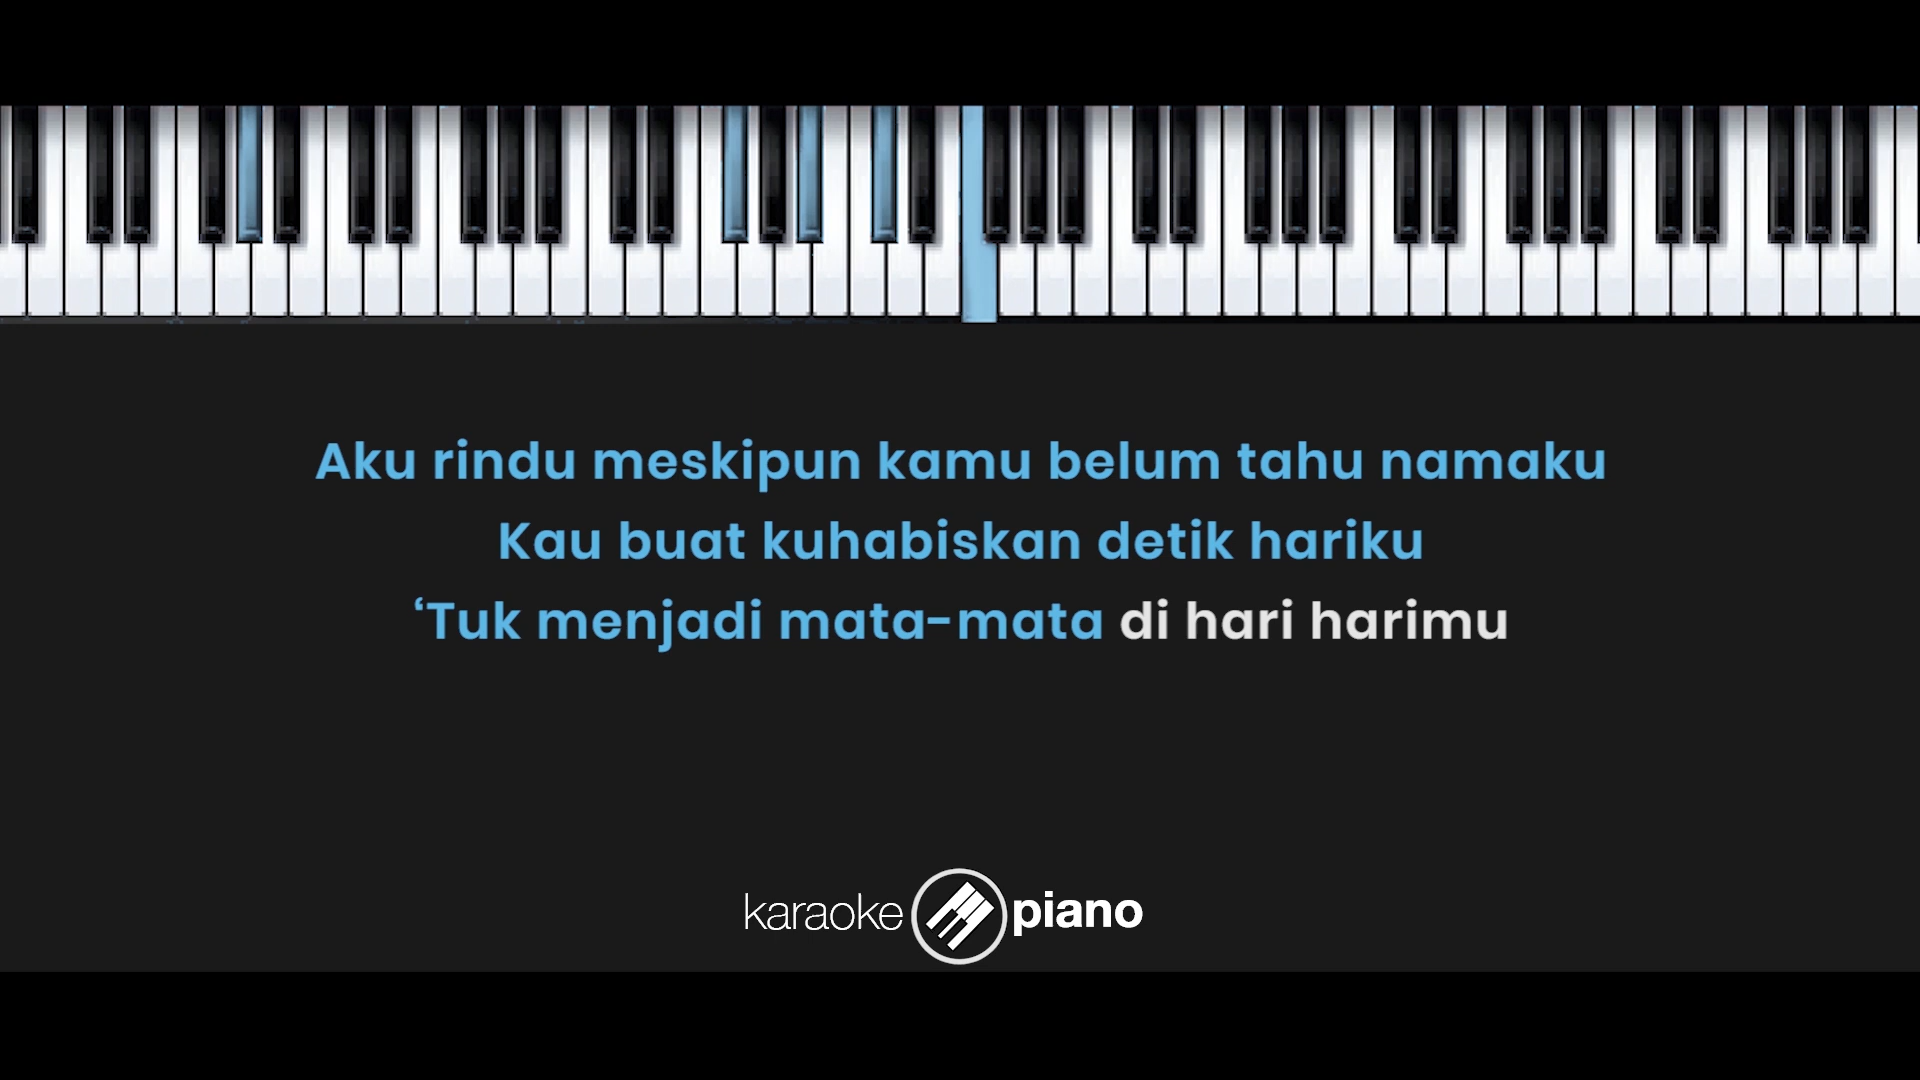 Aku rindu meskipun kamu belum tahu namaku
Kau buat kuhabiskan detik hariku
‘Tuk menjadi mata-mata di hari harimu
karaoke piano